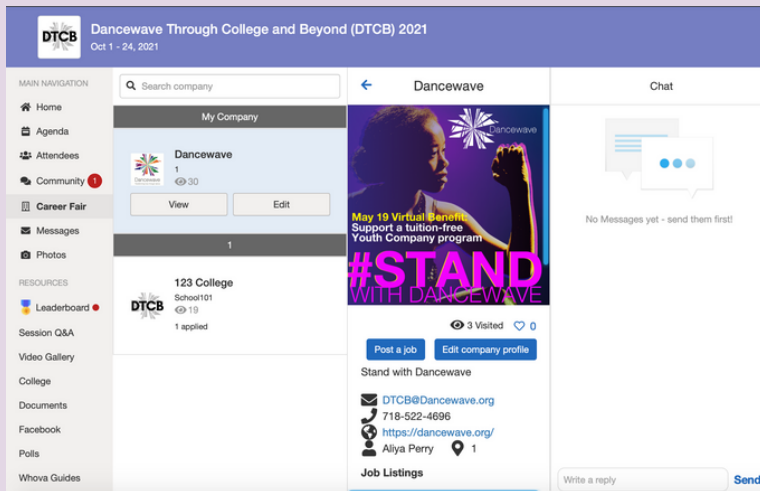 DTCB
Dancewave Through College and Beyond (DTCB) 2021
Oct 1 - 24, 2021
MAIN NAVIGATION
Home
Agenda
Attendees
Community 1
Career Fair
Messages
Photos
RESOURCES
Leaderboard
Session Q&A
Video Gallery
College
Documents
Facebook
Polls
Whova Guides
Search company
My Company
Dancewave
Dancewave
1
30
View
Edit
1
DTCB
123 College
School101
19
1 applied
Dancewave
Dancewave
May 19 Virtual Benefit:
Support a tuition-free
Youth Company program
#STAND
WITH DANCEWAVE
3 Visited 0
Post a job
Edit company profile
Stand with Dancewave
DTCB@Dancewave.org
718-522-4696
https://dancewave.org/
Aliya Perry 1
Job Listings
Chat
No Messages yet - send them first!
Write a reply
Send